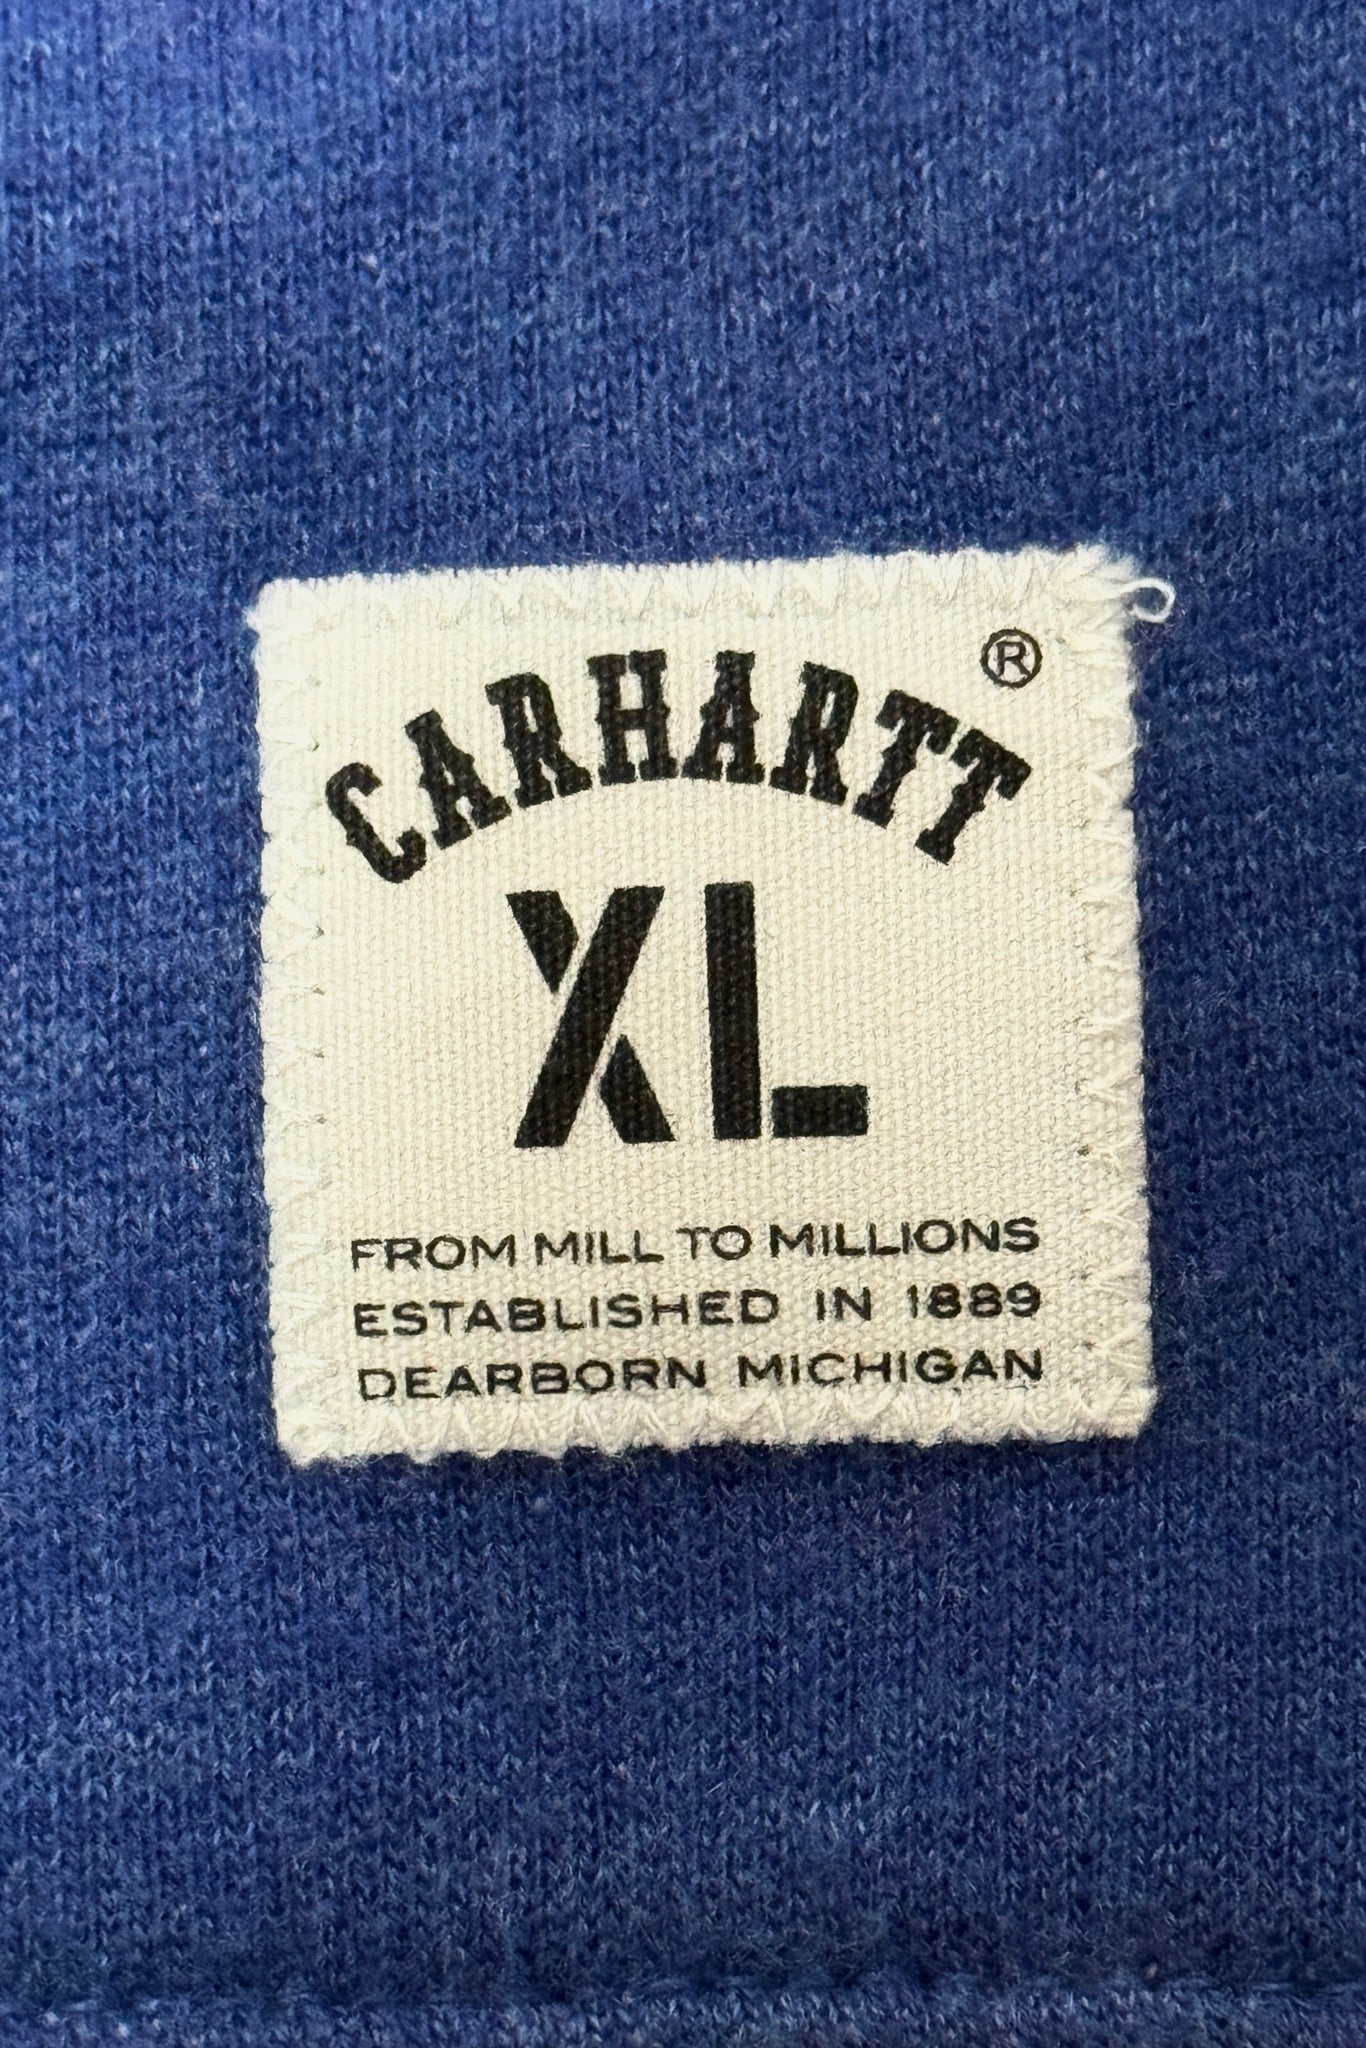 CARHARTT®
XL
FROM MILL TO MILLIONS
ESTABLISHED IN 1889
DEARBORN MICHIGAN